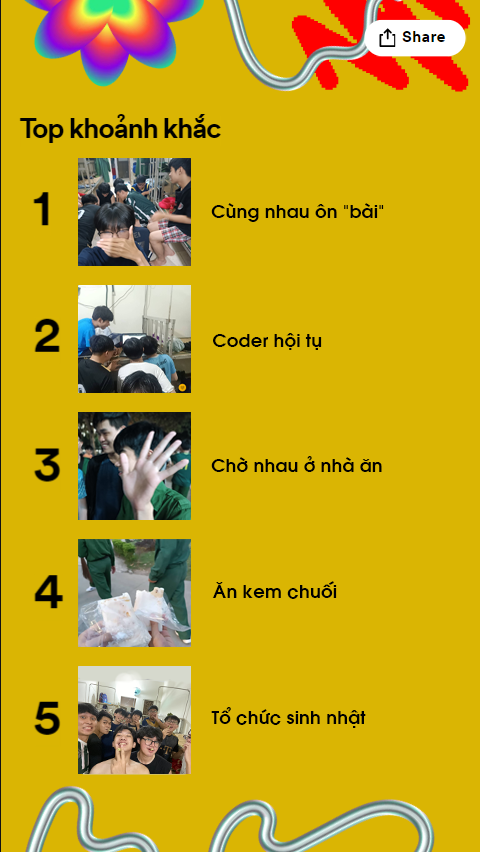 Share
Top khoảnh khắc
1
Cùng nhau ôn "bài"
2
Coder hội tụ
3
Chờ nhau ở nhà ăn
4
Ăn kem chuối
5
Tổ chức sinh nhật